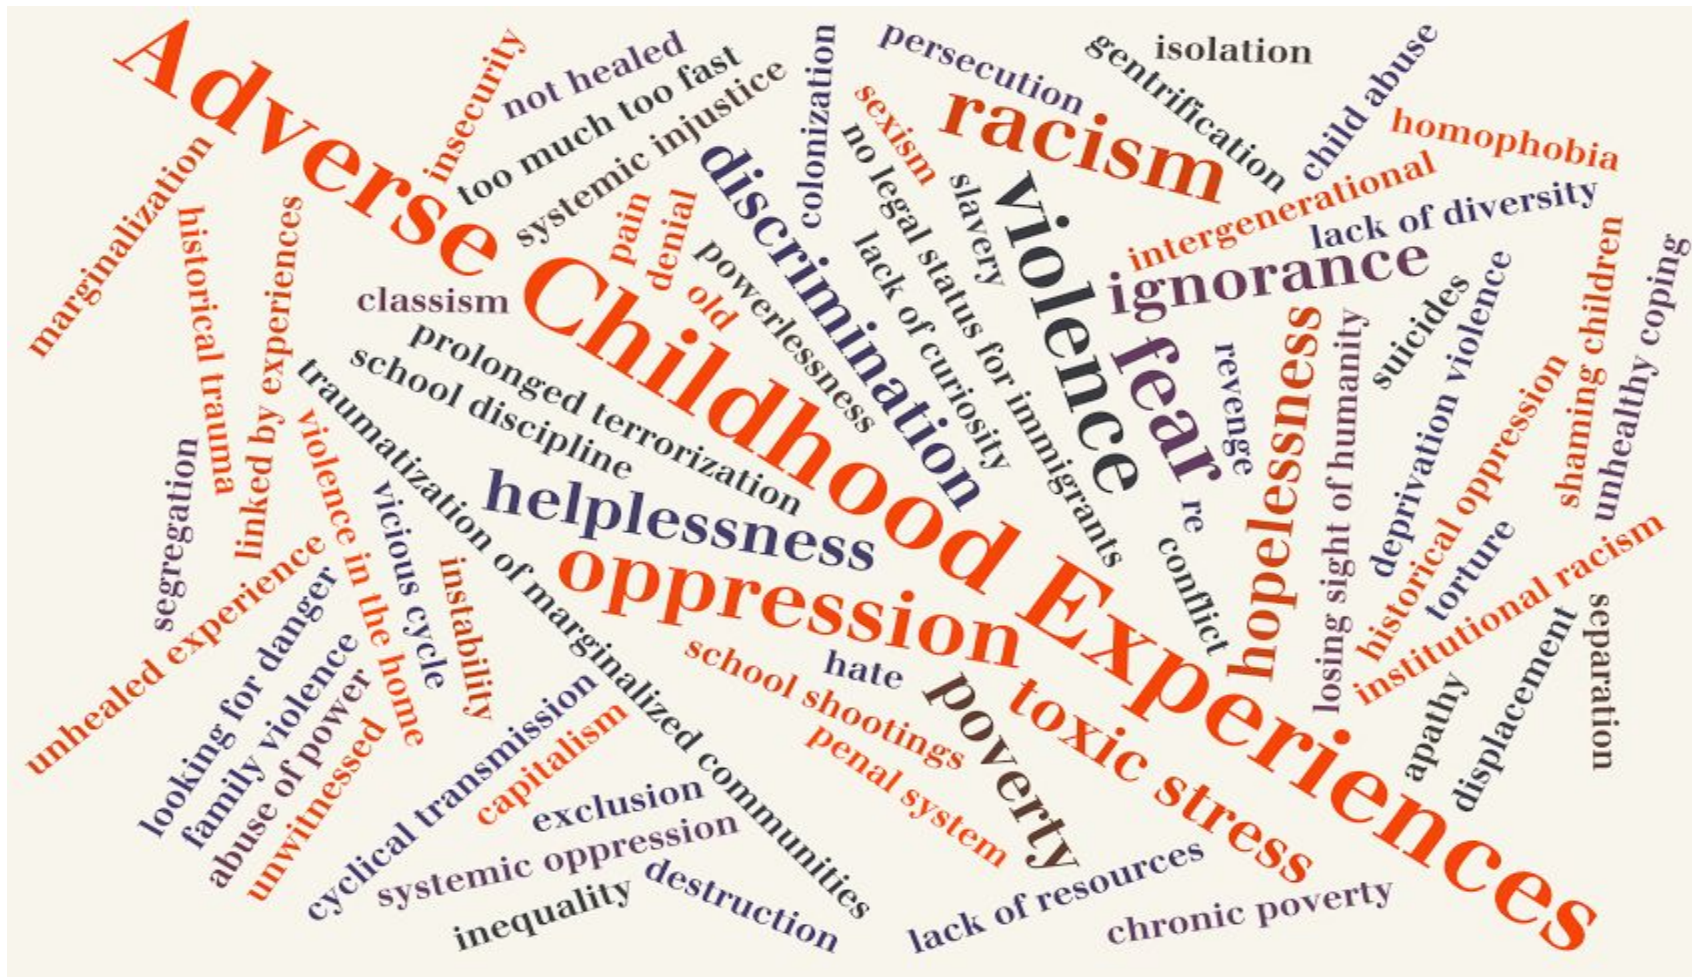 Adverse Childhood Experiences
insecurity
not healed
too much too fast
systemic injustice
colonization
persecution
sexism
racism
gentrification
isolation
child abuse
homophobia
marginalization
historical trauma
linked by experiences
classism
pain
denial
old
powerlessness
discrimination
no legal status for immigrants
lack of curiosity
slavery
violence
intergenerational
lack of diversity
ignorance
fear
revenge
re
conflict
hopelessness
losing sight of humanity
suicides
deprivation violence
shaming children
unhealthy coping
historical oppression
torture
institutional racism
prolonged terrorization
school discipline
traumatization of marginalized communities
helplessness
oppression
segregation
violence in the home
vicious cycle
instability
unhealed experience
looking for danger
family violence
abuse of power
unwitnessed
cyclical transmission
capitalism
exclusion
systemic oppression
inequality
destruction
school shootings
hate
penal system
poverty
toxic stress
lack of resources
chronic poverty
apathy
displacement
separation